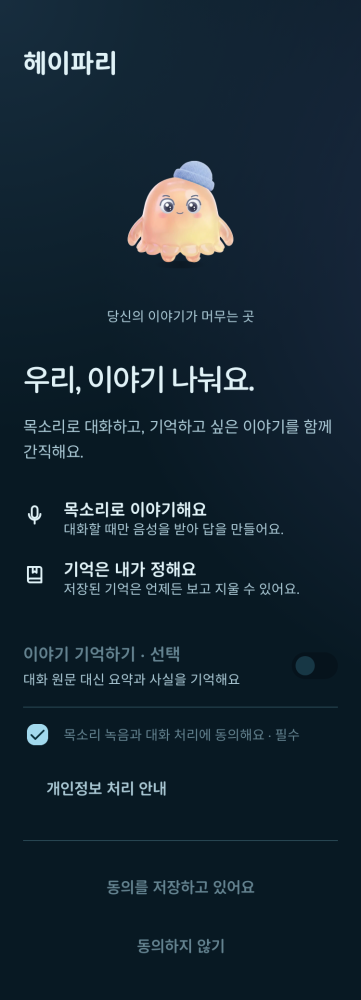 헤이파리
당신의 이야기가 머무는 곳
우리, 이야기 나눠요.
목소리로 대화하고, 기억하고 싶은 이야기를 함께
간직해요.
목소리로 이야기해요
대화할 때만 음성을 받아 답을 만들어요.
기억은 내가 정해요
저장된 기억은 언제든 보고 지울 수 있어요.
이야기 기억하기 · 선택
대화 원문 대신 요약과 사실을 기억해요
목소리 녹음과 대화 처리에 동의해요 · 필수
개인정보 처리 안내
동의를 저장하고 있어요
동의하지 않기